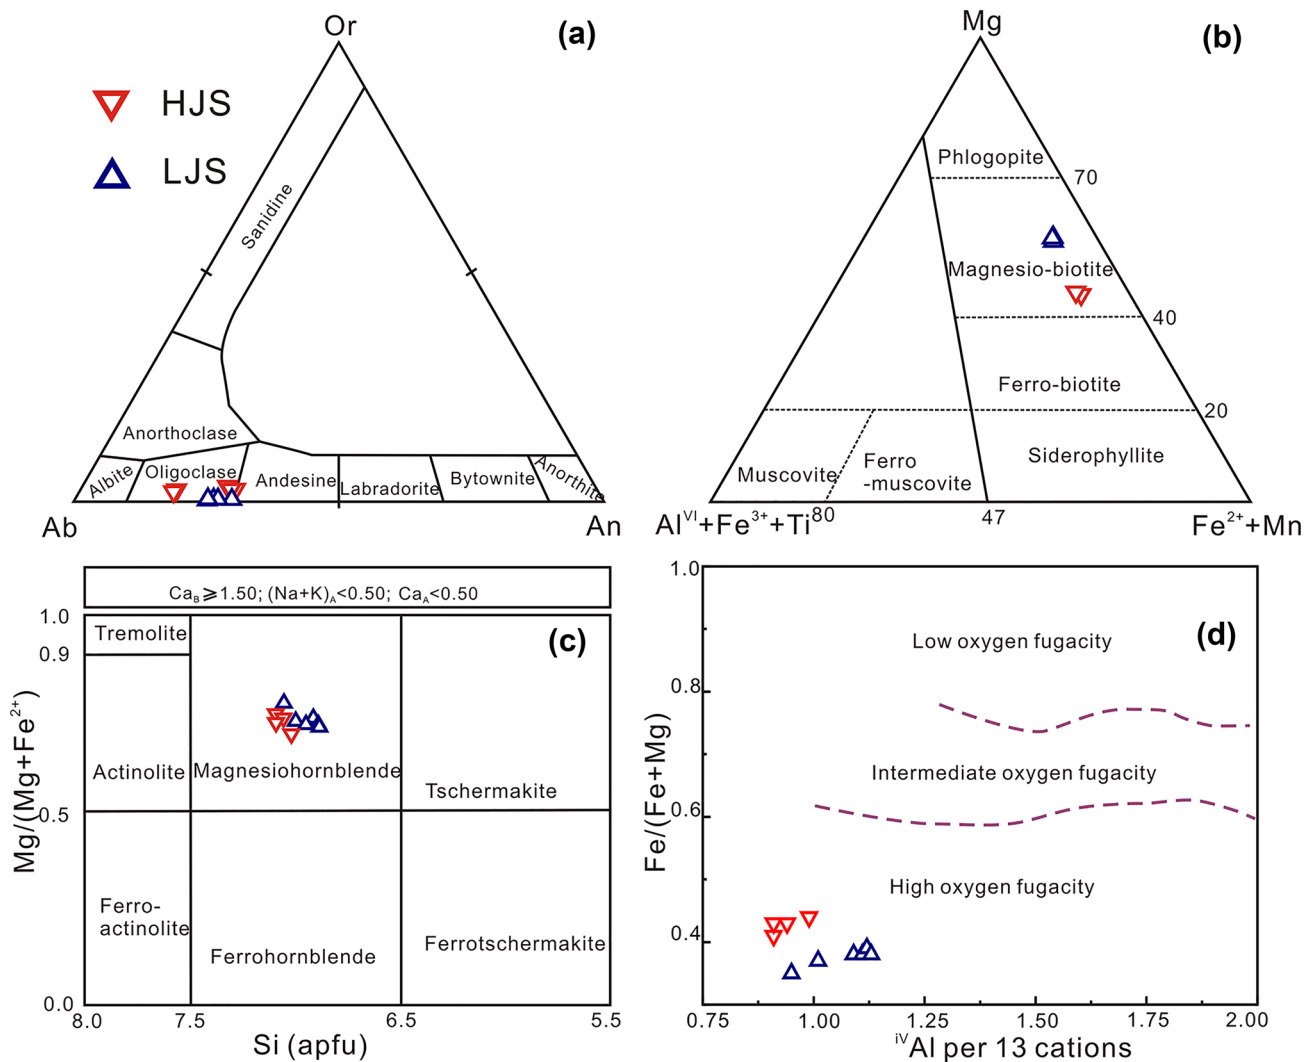 Or
(a)
HJS
LJS
Sanidine
Anorthoclase
Albite
Oligoclase
Andesine
Labradorite
Bytownite
Anorthite
Ab
An
Mg
(b)
Phlogopite
70
Magnesio-biotite
40
Ferro-biotite
20
Muscovite
Ferro
-muscovite
Siderophyllite
80
47
Al^VI+Fe^3++Ti
Fe^2++Mn
Ca_B⩾1.50; (Na+K)_A<0.50; Ca_A<0.50
(c)
1.0
0.9
0.5
0.0
Mg/(Mg+Fe^2+)
Tremolite
Actinolite
Magnesiohornblende
Tschermakite
Ferro-
actinolite
Ferrohornblende
Ferrotschermakite
8.0
7.5
6.5
5.5
Si (apfu)
(d)
1.0
0.8
0.6
0.4
Fe/(Fe+Mg)
Low oxygen fugacity
Intermediate oxygen fugacity
High oxygen fugacity
0.75
1.00
1.25
1.50
1.75
2.00
^iV Al per 13 cations